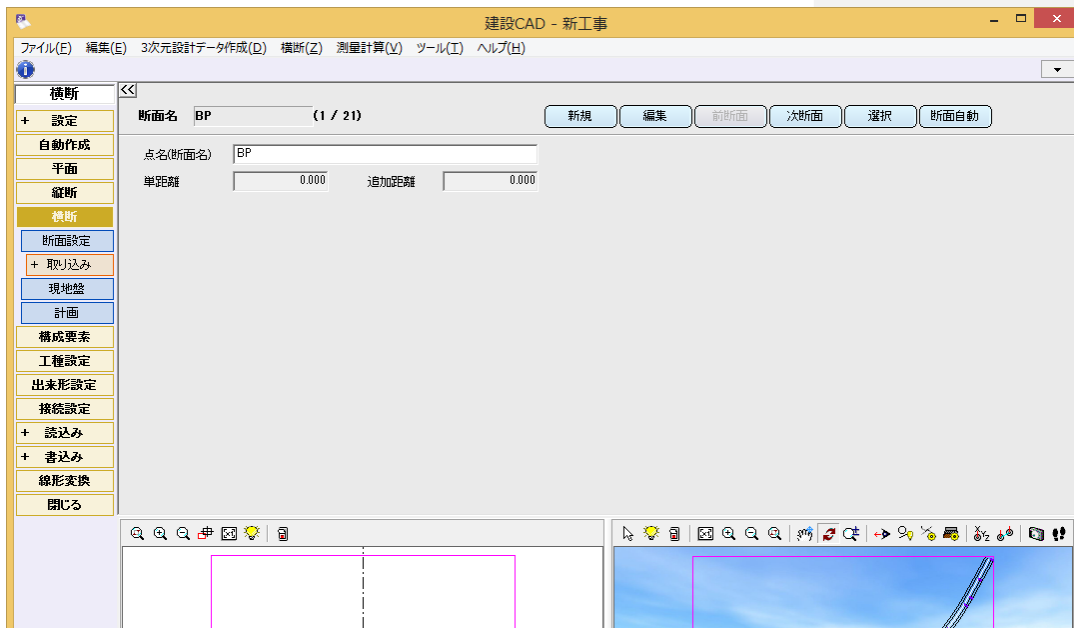 建設CAD - 新工事
ファイル(F) 編集(E) 3次元設計データ作成(D) 横断(Z) 測量計算(V) ツール(T) ヘルプ(H)
横断
+ 設定
自動作成
平面
縦断
横断
断面設定
+ 取り込み
現地盤
計画
構成要素
工種設定
出来形設定
接続設定
+ 読込み
+ 書込み
線形変換
閉じる
<<
断面名 BP (1 / 21) 新規 編集 前断面 次断面 選択 断面自動
点名(断面名) BP
単距離 0.000 追加距離 0.000